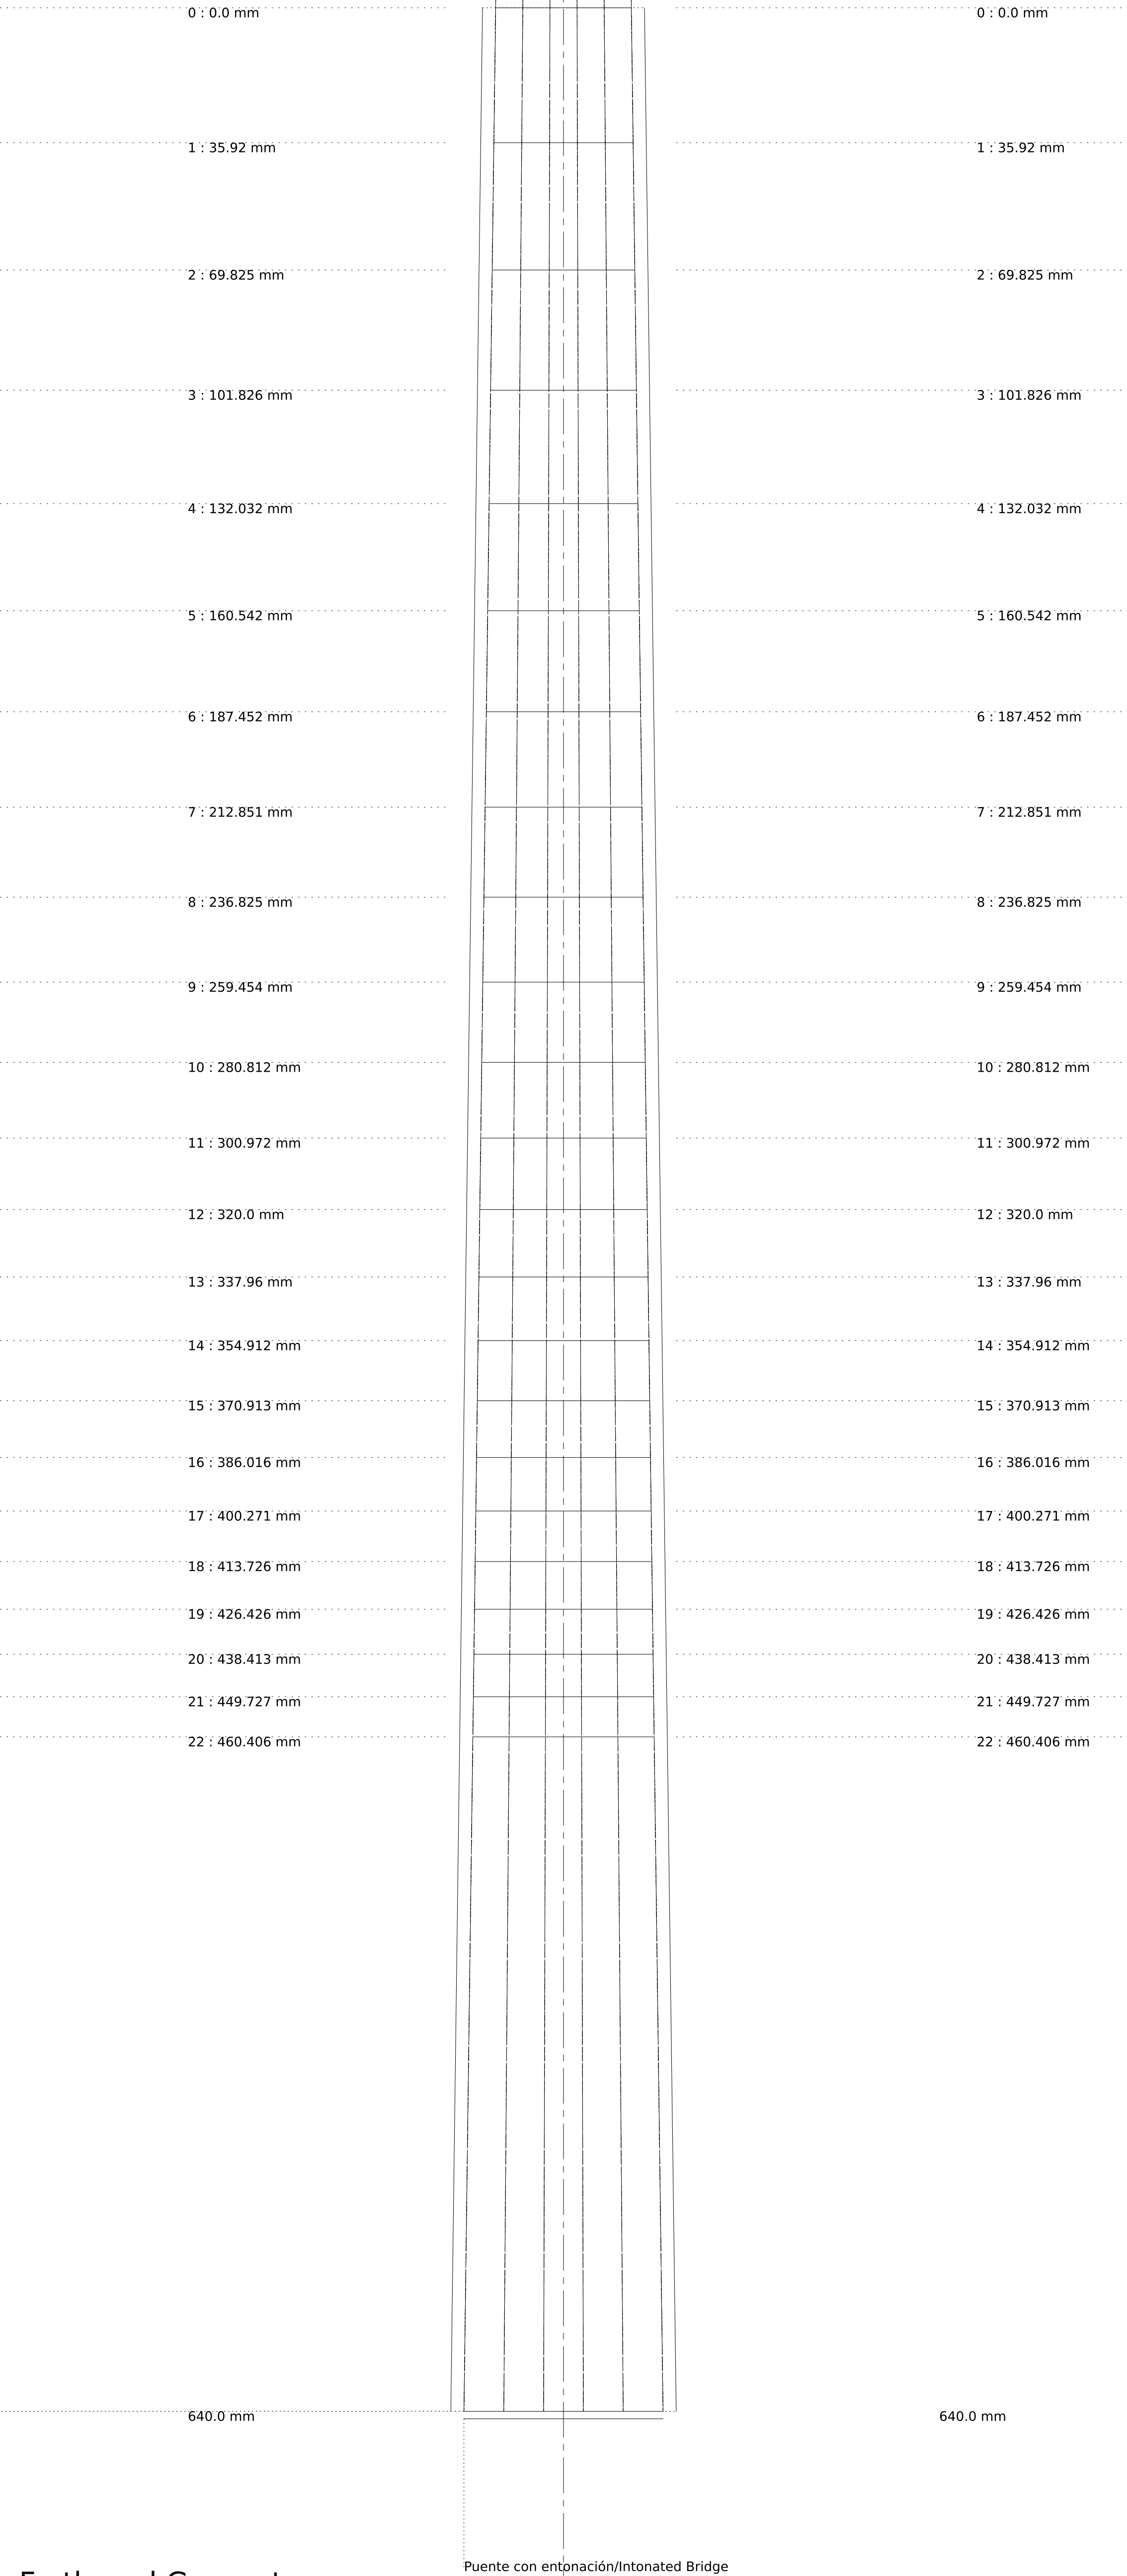 0 : 0.0 mm 0 : 0.0 mm
1 : 35.92 mm 1 : 35.92 mm
2 : 69.825 mm 2 : 69.825 mm
3 : 101.826 mm 3 : 101.826 mm
4 : 132.032 mm 4 : 132.032 mm
5 : 160.542 mm 5 : 160.542 mm
6 : 187.452 mm 6 : 187.452 mm
7 : 212.851 mm 7 : 212.851 mm
8 : 236.825 mm 8 : 236.825 mm
9 : 259.454 mm 9 : 259.454 mm
10 : 280.812 mm 10 : 280.812 mm
11 : 300.972 mm 11 : 300.972 mm
12 : 320.0 mm 12 : 320.0 mm
13 : 337.96 mm 13 : 337.96 mm
14 : 354.912 mm 14 : 354.912 mm
15 : 370.913 mm 15 : 370.913 mm
16 : 386.016 mm 16 : 386.016 mm
17 : 400.271 mm 17 : 400.271 mm
18 : 413.726 mm 18 : 413.726 mm
19 : 426.426 mm 19 : 426.426 mm
20 : 438.413 mm 20 : 438.413 mm
21 : 449.727 mm 21 : 449.727 mm
22 : 460.406 mm 22 : 460.406 mm
640.0 mm 640.0 mm
Puente con entonación/Intonated Bridge